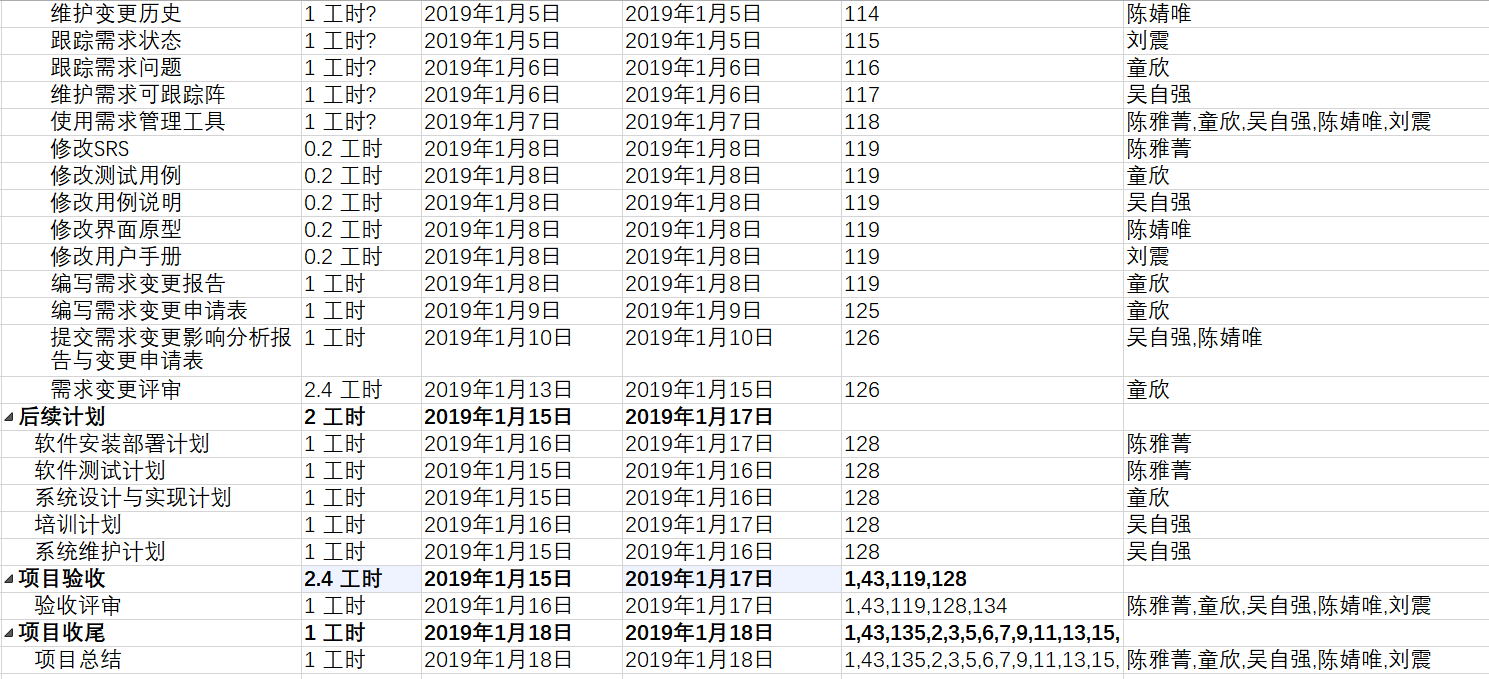 维护变更历史 1 工时? 2019年1月5日 2019年1月5日 114 陈婧唯
跟踪需求状态 1 工时? 2019年1月5日 2019年1月5日 115 刘震
跟踪需求问题 1 工时? 2019年1月6日 2019年1月6日 116 童欣
维护需求可跟踪阵 1 工时? 2019年1月6日 2019年1月6日 117 吴自强
使用需求管理工具 1 工时? 2019年1月7日 2019年1月7日 118 陈雅菁,童欣,吴自强,陈婧唯,刘震
修改SRS 0.2 工时 2019年1月8日 2019年1月8日 119 陈雅菁
修改测试用例 0.2 工时 2019年1月8日 2019年1月8日 119 童欣
修改用例说明 0.2 工时 2019年1月8日 2019年1月8日 119 吴自强
修改界面原型 0.2 工时 2019年1月8日 2019年1月8日 119 陈婧唯
修改用户手册 0.2 工时 2019年1月8日 2019年1月8日 119 刘震
编写需求变更报告 1 工时 2019年1月8日 2019年1月8日 119 童欣
编写需求变更申请表 1 工时 2019年1月9日 2019年1月9日 125 童欣
提交需求变更影响分析报 1 工时 2019年1月10日 2019年1月10日 126 吴自强,陈婧唯
告与变更申请表
需求变更评审 2.4 工时 2019年1月13日 2019年1月15日 126 童欣
后续计划 2 工时 2019年1月15日 2019年1月17日
软件安装部署计划 1 工时 2019年1月16日 2019年1月17日 128 陈雅菁
软件测试计划 1 工时 2019年1月15日 2019年1月16日 128 陈雅菁
系统设计与实现计划 1 工时 2019年1月15日 2019年1月16日 128 童欣
培训计划 1 工时 2019年1月16日 2019年1月17日 128 吴自强
系统维护计划 1 工时 2019年1月15日 2019年1月16日 128 吴自强
项目验收 2.4 工时 2019年1月15日 2019年1月17日 1,43,119,128
验收评审 1 工时 2019年1月16日 2019年1月17日 1,43,119,128,134 陈雅菁,童欣,吴自强,陈婧唯,刘震
项目收尾 1 工时 2019年1月18日 2019年1月18日 1,43,135,2,3,5,6,7,9,11,13,15,
项目总结 1 工时 2019年1月18日 2019年1月18日 1,43,135,2,3,5,6,7,9,11,13,15, 陈雅菁,童欣,吴自强,陈婧唯,刘震